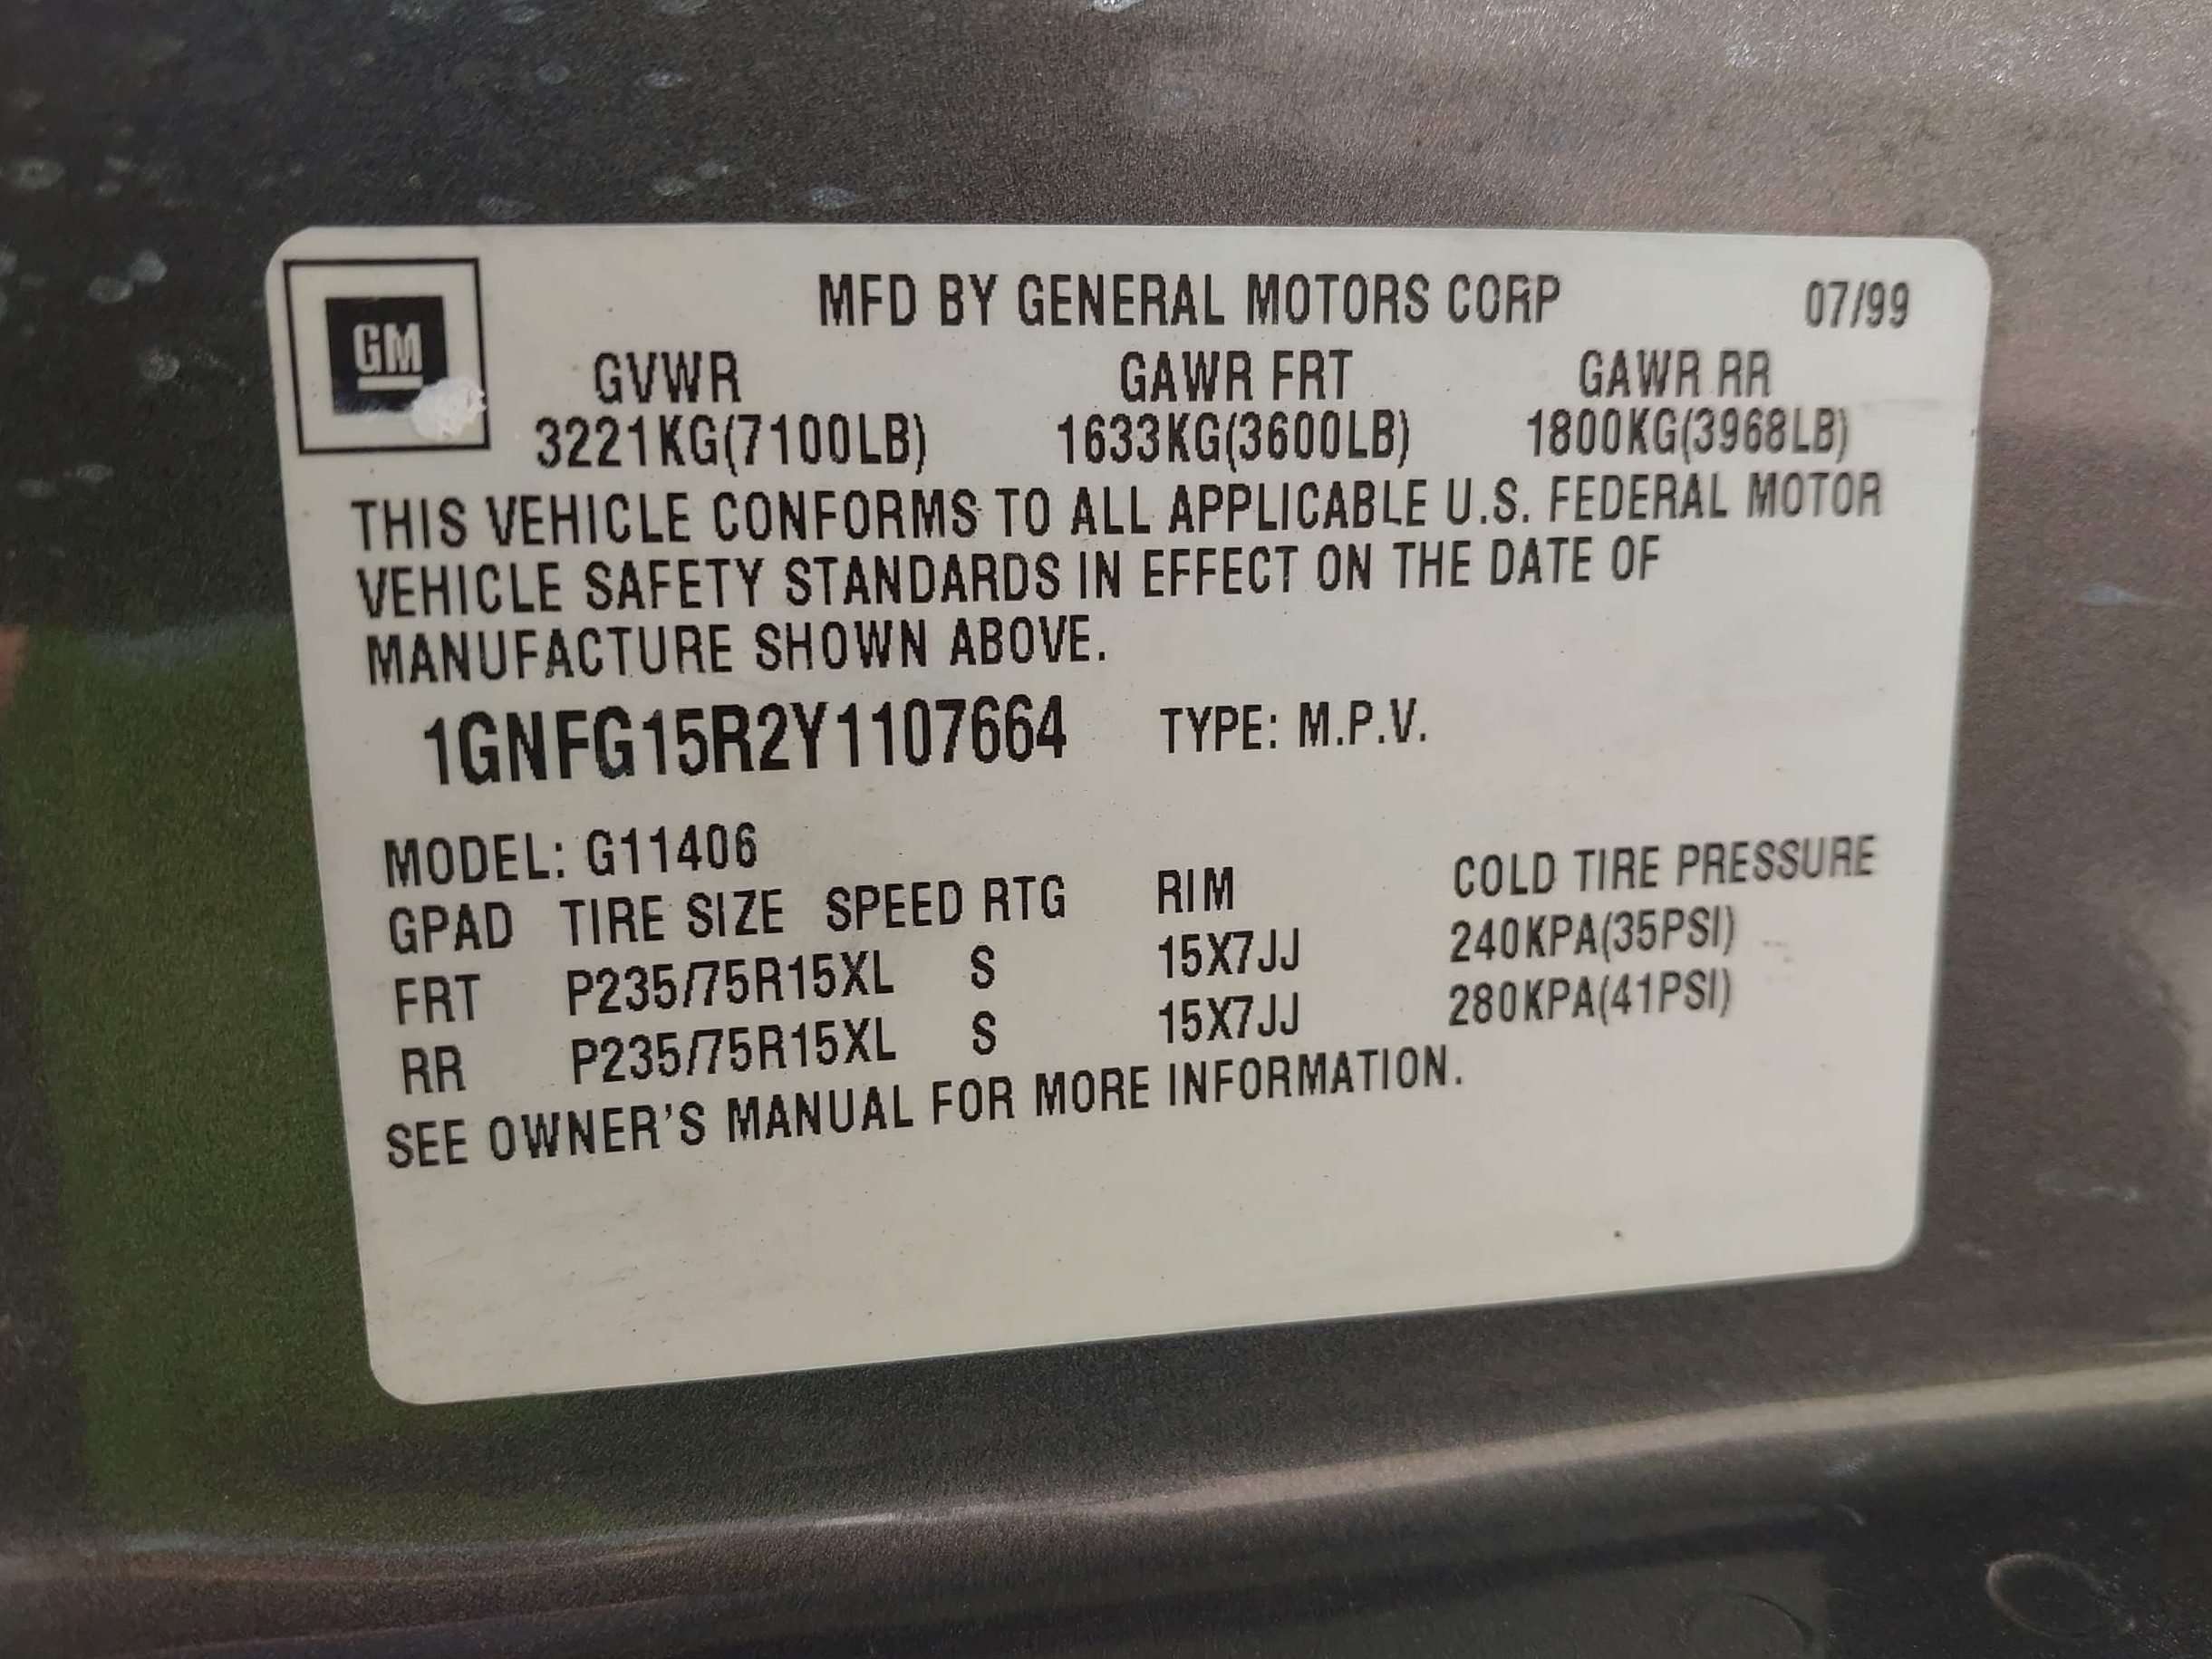 GM
MFD BY GENERAL MOTORS CORP 07/99
GVWR GAWR FRT GAWR RR
3221KG(7100LB) 1633KG(3600LB) 1800KG(3968LB)
THIS VEHICLE CONFORMS TO ALL APPLICABLE U.S. FEDERAL MOTOR
VEHICLE SAFETY STANDARDS IN EFFECT ON THE DATE OF
MANUFACTURE SHOWN ABOVE.
1GNFG15R2Y1107664 TYPE: M.P.V.
MODEL: G11406
GPAD TIRE SIZE SPEED RTG RIM COLD TIRE PRESSURE
FRT P235/75R15XL S 15X7JJ 240KPA(35PSI)
RR P235/75R15XL S 15X7JJ 280KPA(41PSI)
SEE OWNER'S MANUAL FOR MORE INFORMATION.